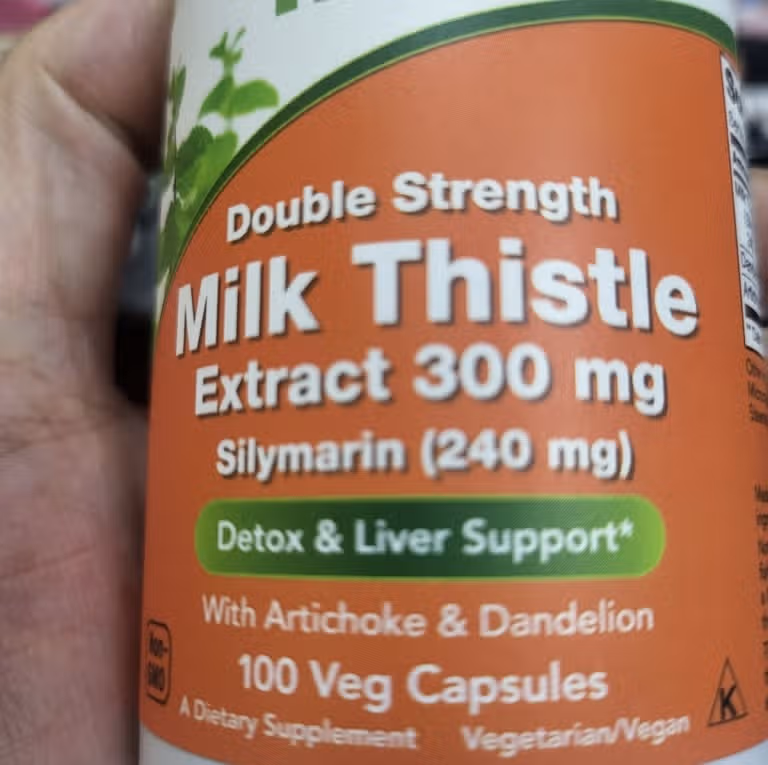 Double Strength
Milk Thistle
Extract 300 mg
Silymarin (240 mg)
Detox & Liver Support*
With Artichoke & Dandelion
100 Veg Capsules
A Dietary Supplement Vegetarian/Vegan
Non-
GMO
K